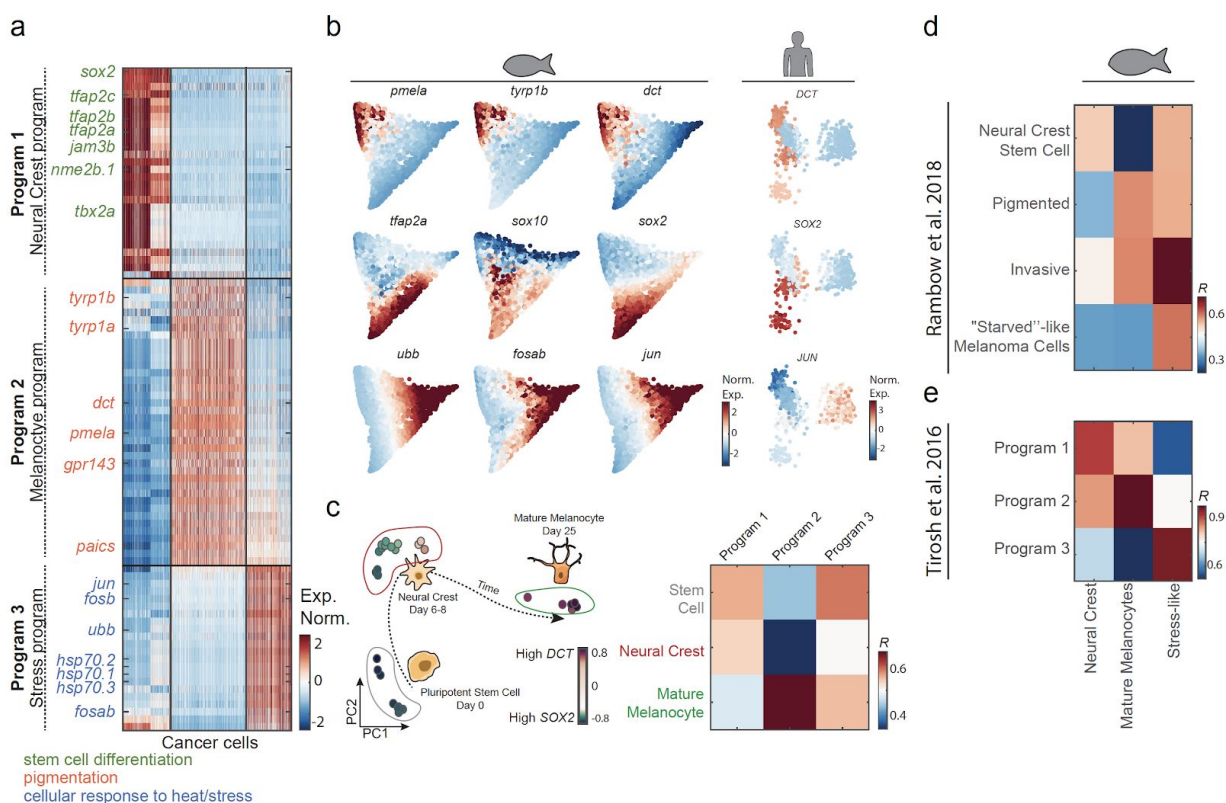 a
Program 1
Neural Crest program
sox2
tfap2c
tfap2b
tfap2a
jam3b
nme2b.1
tbx2a
Program 2
Melanoctye program
tyrp1b
tyrp1a
dct
pmela
gpr143
paics
Program 3
Stress program
jun
fosb
ubb
hsp70.2
hsp70.1
hsp70.3
fosab
Exp.
Norm.
2
0
-2
Cancer cells
stem cell differentiation
pigmentation
cellular response to heat/stress
b
pmela tyrp1b dct
DCT
tfap2a sox10 sox2
SOX2
ubb fosab jun
JUN
Norm.
Exp.
2
0
-2
Norm.
Exp.
3
2
0
-2
c
Mature Melanocyte
Day 25
Neural Crest
Day 6-8
Time
Pluripotent Stem Cell
Day 0
PC2
PC1
High DCT
High SOX2
0.8
0
-0.8
Program 1 Program 2 Program 3
Stem
Cell
Neural Crest
Mature
Melanocyte
R
0.6
0.4
d
Rambow et al. 2018
Neural Crest
Stem Cell
Pigmented
Invasive
"Starved''-like
Melanoma Cells
R
0.6
0.3
e
Tirosh et al. 2016
Program 1
Program 2
Program 3
R
0.9
0.6
Neural Crest
Mature Melanocytes
Stress-like